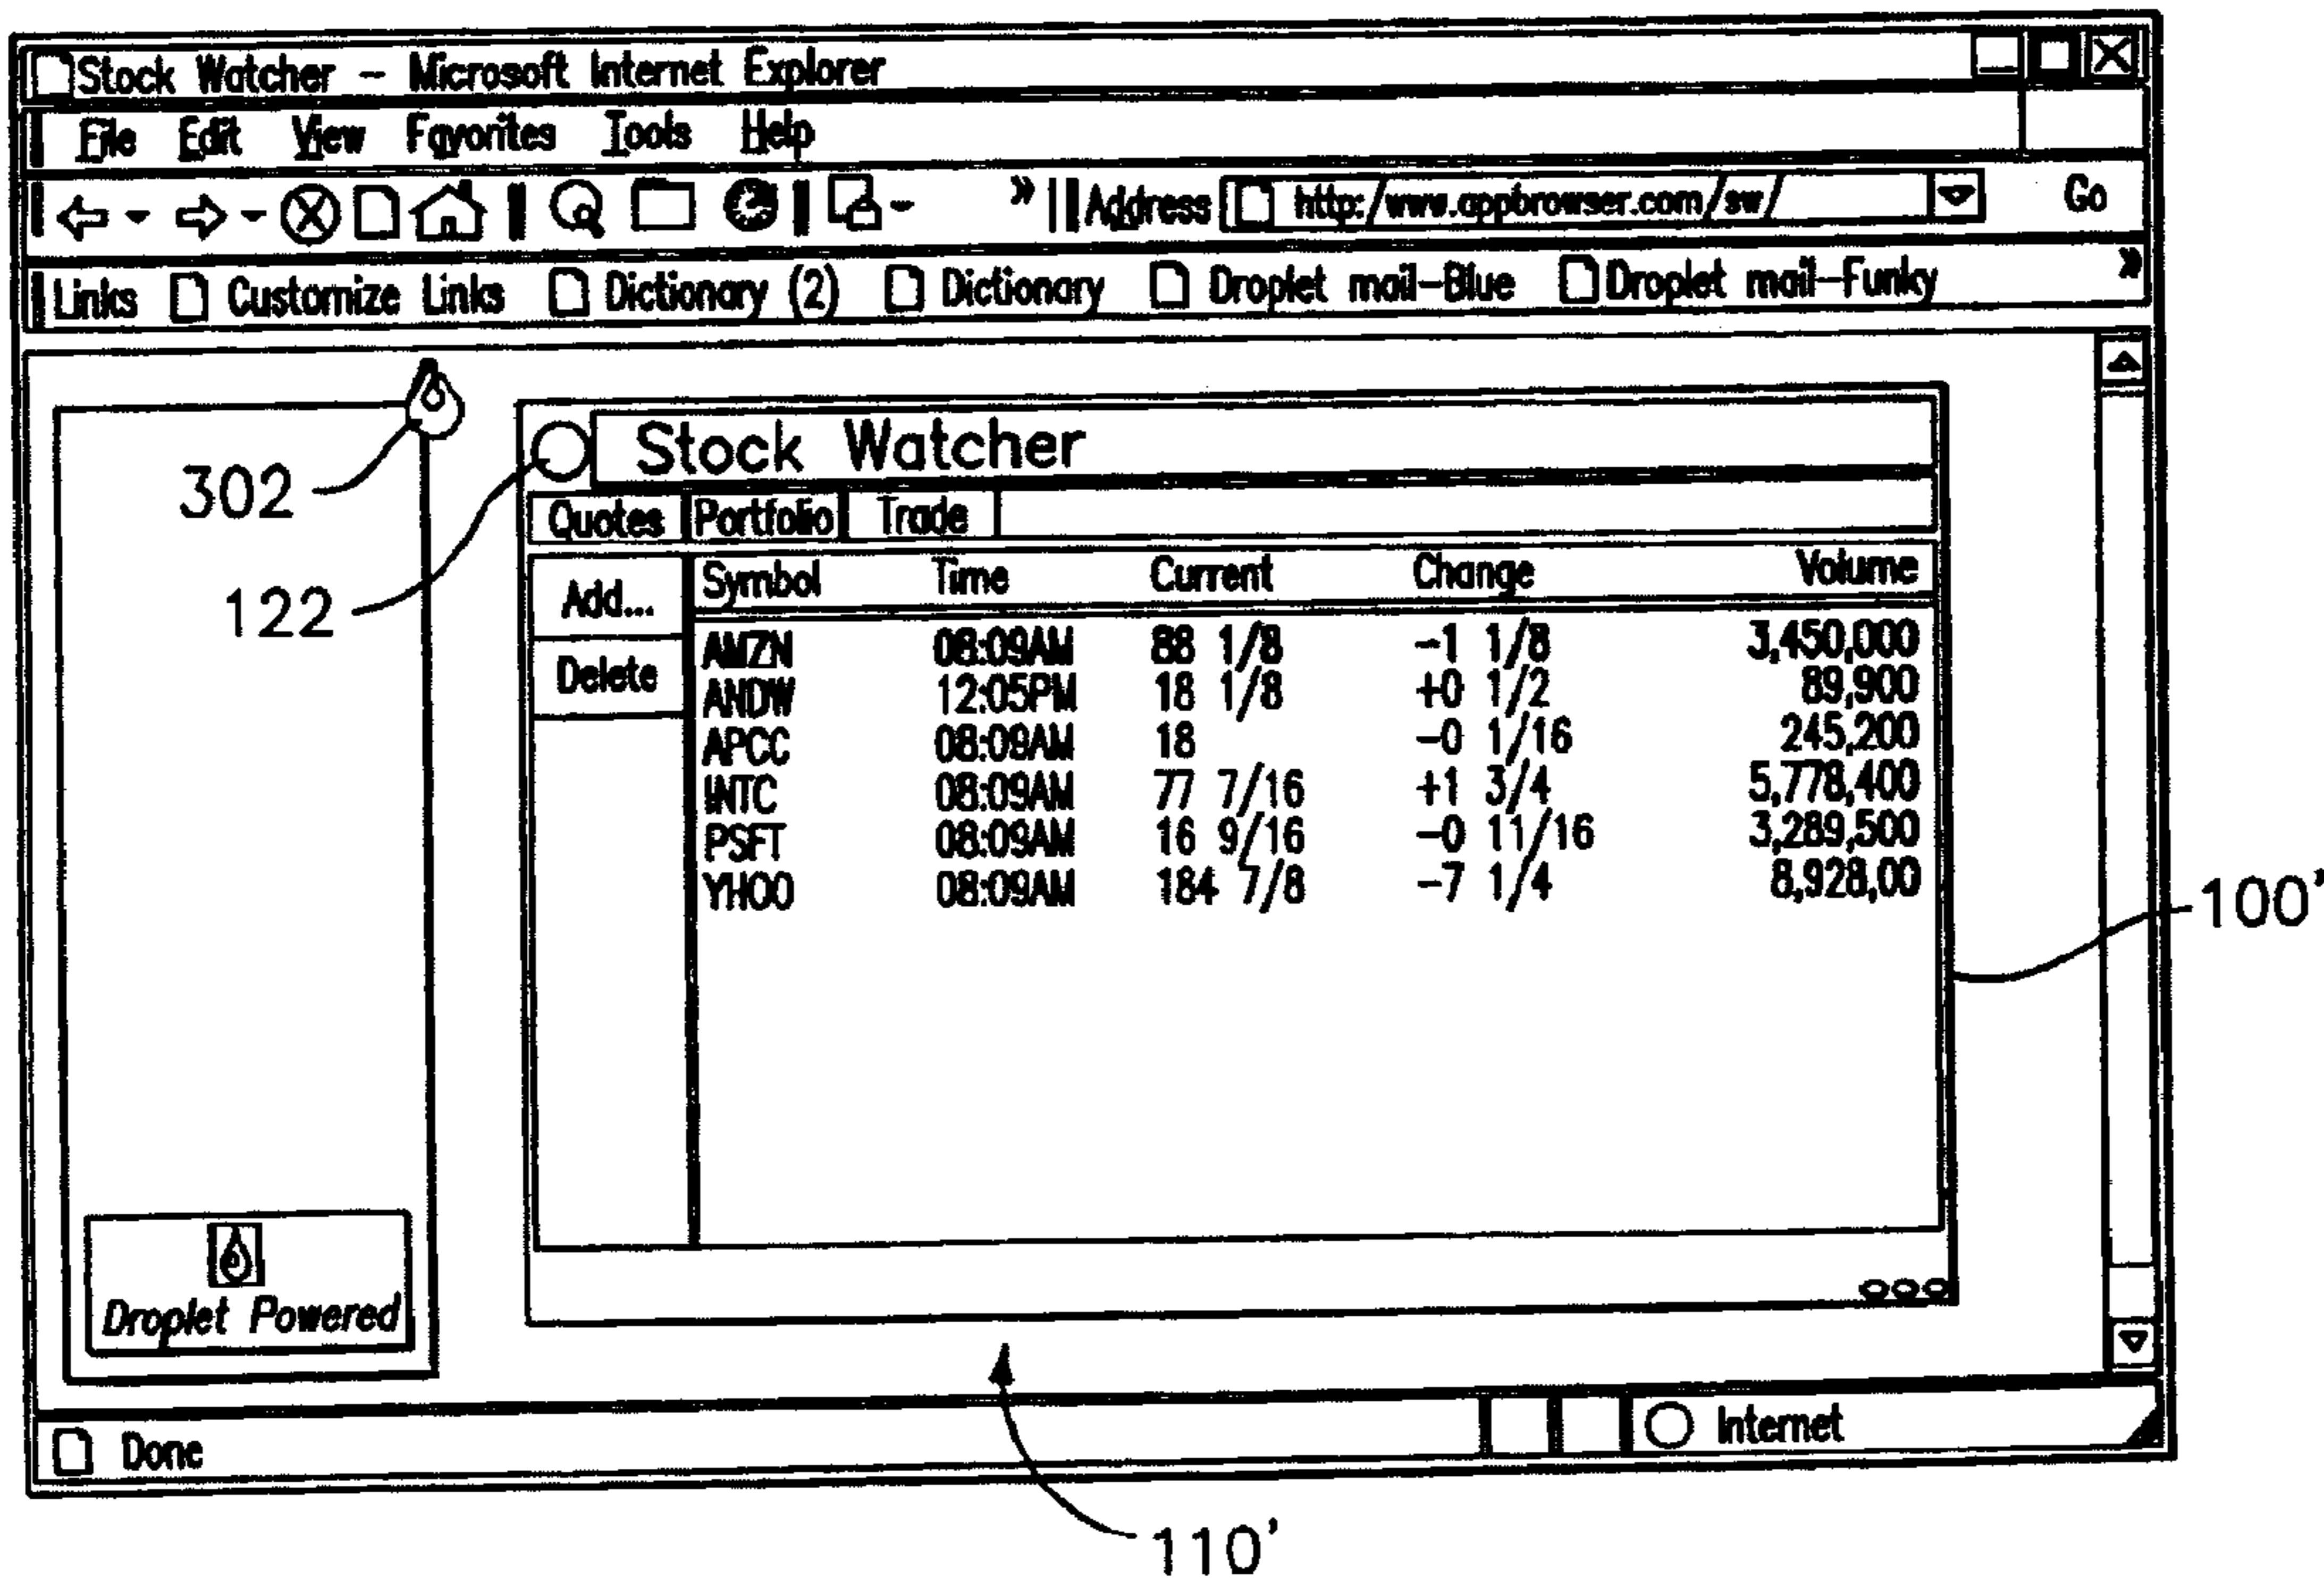 Stock Watcher - Microsoft Internet Explorer
File Edit View Favorites Tools Help
» Address http:/www.appbrowser.com/sw/ Go
Links Customize Links Dictionary (2) Dictionary Droplet mail-Blue Droplet mail-Funky »
302
122
Stock Watcher
Quotes Portfolio Trade
Add...
Delete
Symbol Time Current Change Volume
AMZN 08:09AM 88 1/8 -1 1/8 3,450,000
ANDW 12:05PM 18 1/8 +0 1/2 89,900
APCC 08:09AM 18 -0 1/16 245,200
INTC 08:09AM 77 7/16 +1 3/4 5,778,400
PSFT 08:09AM 16 9/16 -0 11/16 3,289,500
YHOO 08:09AM 184 7/8 -7 1/4 8,928,00
100'
Droplet Powered
Done Internet
110'